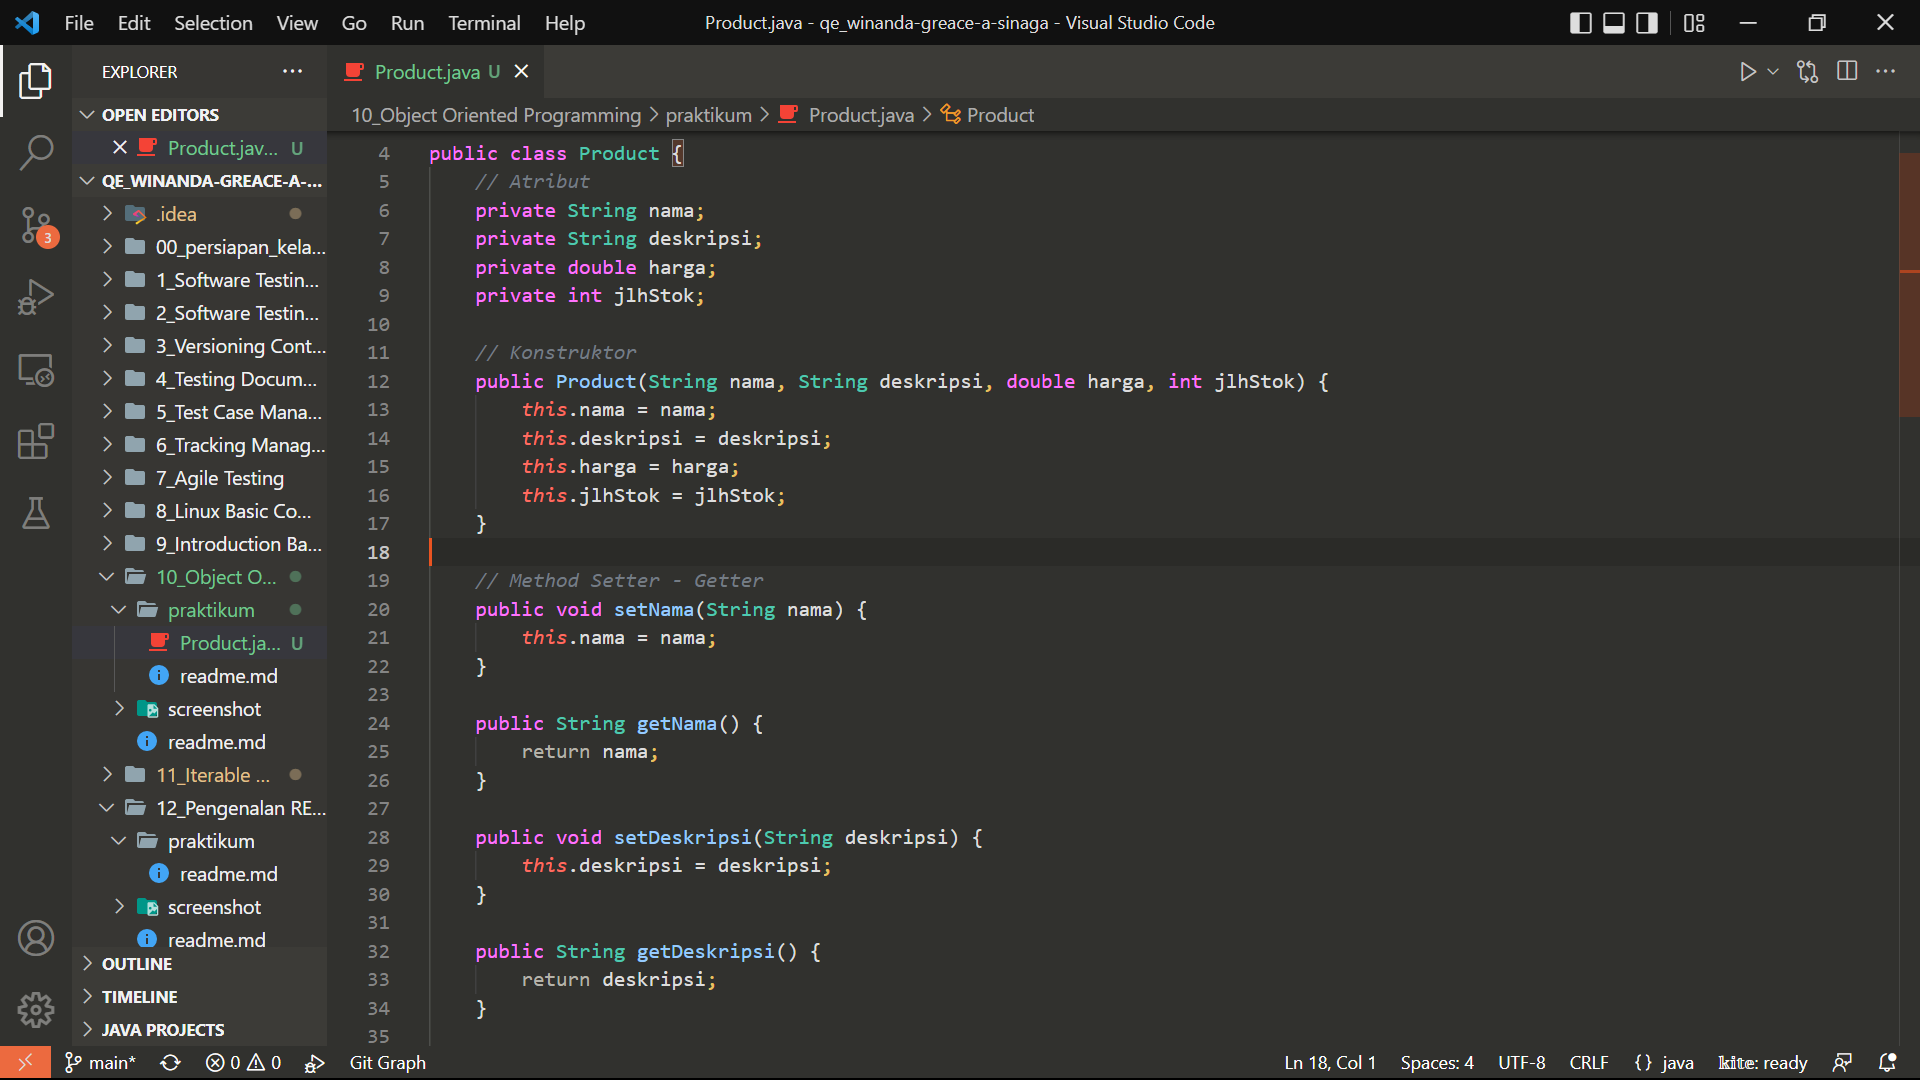 File Edit Selection View Go Run Terminal Help
Product.java - qe_winanda-greace-a-sinaga - Visual Studio Code
EXPLORER
OPEN EDITORS
Product.jav... U
QE_WINANDA-GREACE-A-...
.idea
00_persiapan_kela...
1_Software Testin...
2_Software Testin...
3_Versioning Cont...
4_Testing Docum...
5_Test Case Mana...
6_Tracking Manag...
7_Agile Testing
8_Linux Basic Co...
9_Introduction Ba...
10_Object O...
praktikum
Product.ja... U
readme.md
screenshot
readme.md
11_Iterable ...
12_Pengenalan RE...
praktikum
readme.md
screenshot
readme.md
OUTLINE
TIMELINE
JAVA PROJECTS
3
Product.java U
10_Object Oriented Programming > praktikum > Product.java > Product
4 public class Product {
5 // Atribut
6 private String nama;
7 private String deskripsi;
8 private double harga;
9 private int jlhStok;
10
11 // Konstruktor
12 public Product(String nama, String deskripsi, double harga, int jlhStok) {
13 this.nama = nama;
14 this.deskripsi = deskripsi;
15 this.harga = harga;
16 this.jlhStok = jlhStok;
17 }
18
19 // Method Setter - Getter
20 public void setNama(String nama) {
21 this.nama = nama;
22 }
23
24 public String getNama() {
25 return nama;
26 }
27
28 public void setDeskripsi(String deskripsi) {
29 this.deskripsi = deskripsi;
30 }
31
32 public String getDeskripsi() {
33 return deskripsi;
34 }
35
main* 0 0 Git Graph
Ln 18, Col 1 Spaces: 4 UTF-8 CRLF {} java kite: ready